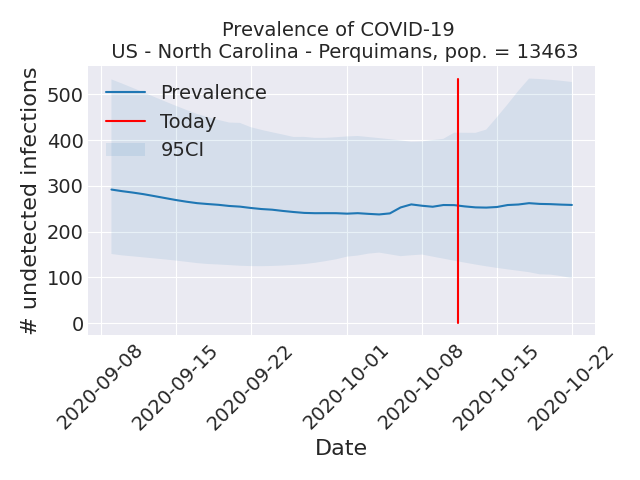 Prevalence of COVID-19
US - North Carolina - Perquimans, pop. = 13463
# undetected infections
500
400
300
200
100
0
Prevalence
Today
95CI
2020-09-08
2020-09-15
2020-09-22
2020-10-01
2020-10-08
2020-10-15
2020-10-22
Date